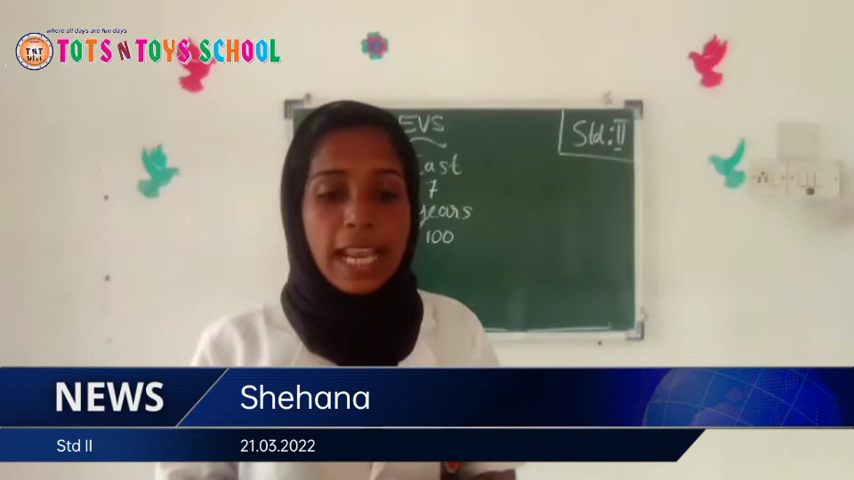 where all days are fun days
TOTS N TOYS SCHOOL
TNT
EVS
Std: II
years
7
100
NEWS
Shehana
Std II
21.03.2022